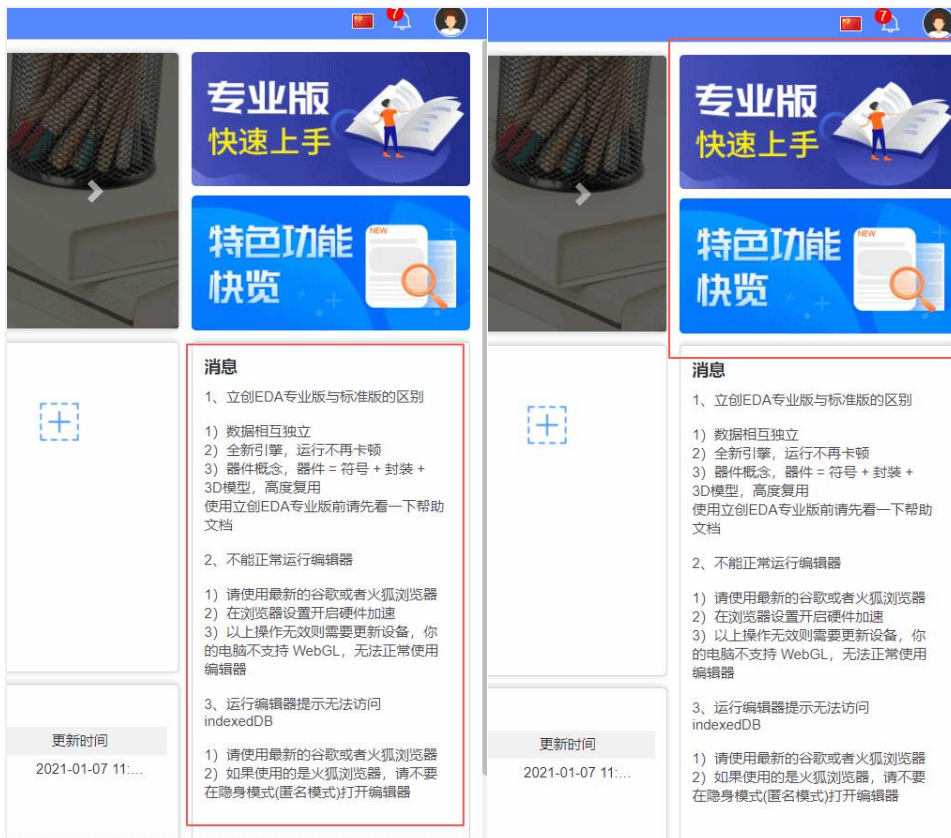 7
专业版
快速上手
特色功能
快览
NEW
消息
1、立创EDA专业版与标准版的区别
1）数据相互独立
2）全新引擎，运行不再卡顿
3）器件概念，器件 = 符号 + 封装 +
3D模型，高度复用
使用立创EDA专业版前请先看一下帮助
文档
2、不能正常运行编辑器
1）请使用最新的谷歌或者火狐浏览器
2）在浏览器设置开启硬件加速
3）以上操作无效则需要更新设备，你
的电脑不支持 WebGL，无法正常使用
编辑器
3、运行编辑器提示无法访问
indexedDB
1）请使用最新的谷歌或者火狐浏览器
2）如果使用的是火狐浏览器，请不要
在隐身模式(匿名模式)打开编辑器
更新时间
2021-01-07 11:...
7
专业版
快速上手
特色功能
快览
NEW
消息
1、立创EDA专业版与标准版的区别
1）数据相互独立
2）全新引擎，运行不再卡顿
3）器件概念，器件 = 符号 + 封装 +
3D模型，高度复用
使用立创EDA专业版前请先看一下帮助
文档
2、不能正常运行编辑器
1）请使用最新的谷歌或者火狐浏览器
2）在浏览器设置开启硬件加速
3）以上操作无效则需要更新设备，你
的电脑不支持 WebGL，无法正常使用
编辑器
3、运行编辑器提示无法访问
indexedDB
1）请使用最新的谷歌或者火狐浏览器
2）如果使用的是火狐浏览器，请不要
在隐身模式(匿名模式)打开编辑器
更新时间
2021-01-07 11:...